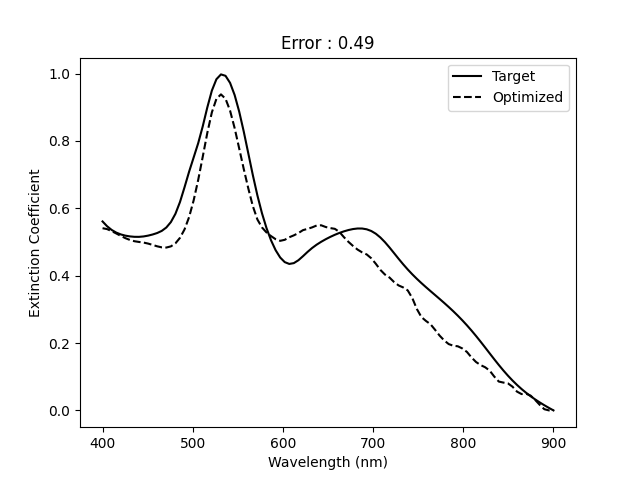 Error : 0.49
Target
Optimized
1.0
0.8
0.6
0.4
0.2
0.0
Extinction Coefficient
400 500 600 700 800 900
Wavelength (nm)